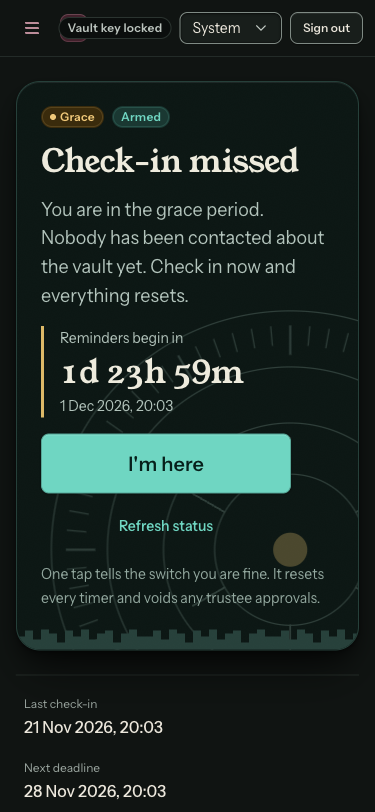 Vault key locked
System
Sign out
Grace
Armed
Check-in missed
You are in the grace period.
Nobody has been contacted about
the vault yet. Check in now and
everything resets.
Reminders begin in
1d 23h 59m
1 Dec 2026, 20:03
I'm here
Refresh status
One tap tells the switch you are fine. It resets
every timer and voids any trustee approvals.
Last check-in
21 Nov 2026, 20:03
Next deadline
28 Nov 2026, 20:03